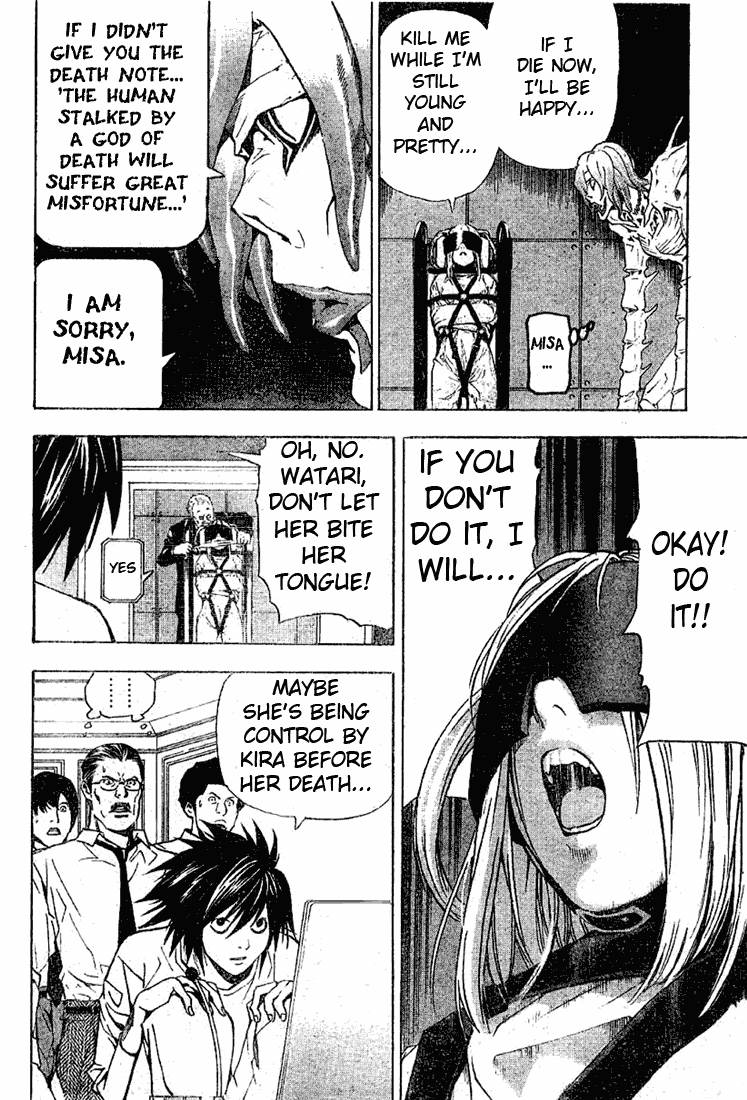 IF I
DIE NOW,
I'LL BE
HAPPY...
KILL ME
WHILE I'M
STILL
YOUNG
AND
PRETTY...
MISA
...
IF I DIDN'T
GIVE YOU THE
DEATH NOTE...
'THE HUMAN
STALKED BY
A GOD OF
DEATH WILL
SUFFER GREAT
MISFORTUNE...'
I AM
SORRY,
MISA.
OKAY!
DO
IT!!
IF YOU
DON'T
DO IT, I
WILL...
OH, NO.
WATARI,
DON'T LET
HER BITE
HER
TONGUE!
YES
MAYBE
SHE'S BEING
CONTROL BY
KIRA BEFORE
HER DEATH...
......